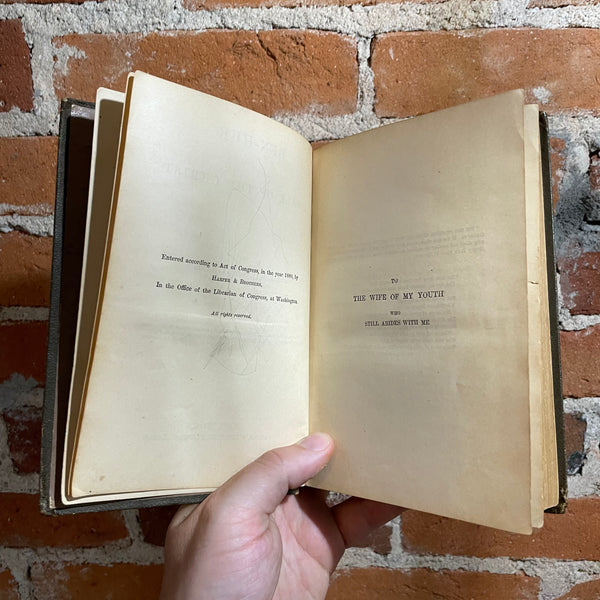 Entered according to Act of Congress, in the year 1880, by
HARPER & BROTHERS,
In the Office of the Librarian of Congress, at Washington.
All rights reserved.
TO
THE WIFE OF MY YOUTH
WHO
STILL ABIDES WITH ME